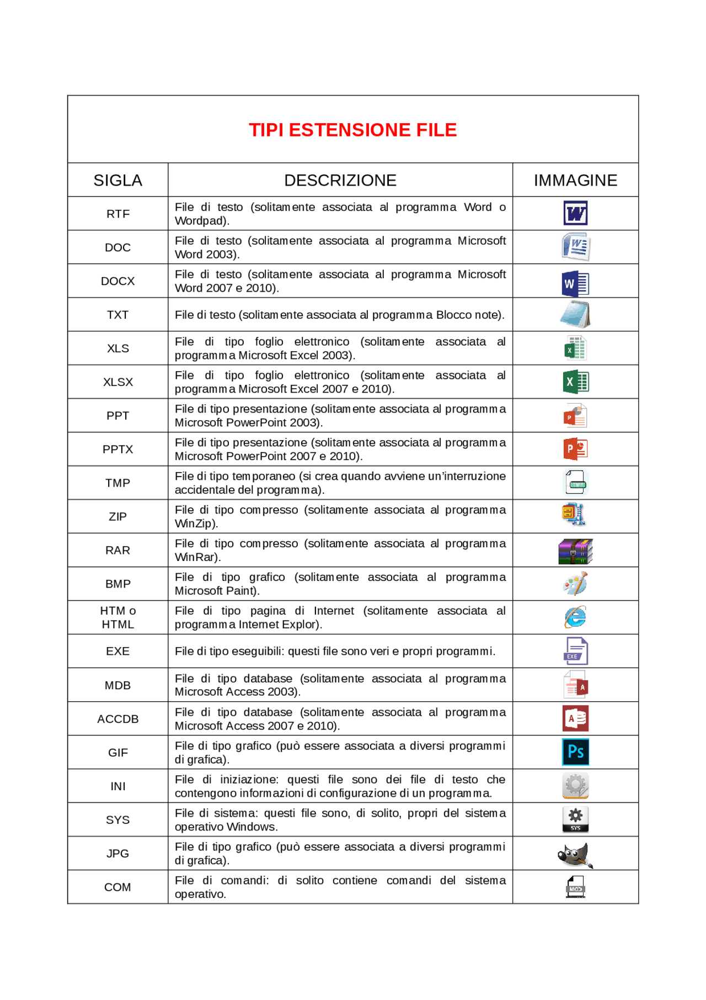 TIPI ESTENSIONE FILE
SIGLA DESCRIZIONE IMMAGINE
RTF File di testo (solitamente associata al programma Word o
Wordpad).
W
DOC File di testo (solitamente associata al programma Microsoft
Word 2003).
W
DOCX File di testo (solitamente associata al programma Microsoft
Word 2007 e 2010).
W
TXT File di testo (solitamente associata al programma Blocco note).
XLS File di tipo foglio elettronico (solitamente associata al
programma Microsoft Excel 2003).
X
XLSX File di tipo foglio elettronico (solitamente associata al
programma Microsoft Excel 2007 e 2010).
X
PPT File di tipo presentazione (solitamente associata al programma
Microsoft PowerPoint 2003).
P
PPTX File di tipo presentazione (solitamente associata al programma
Microsoft PowerPoint 2007 e 2010).
P
TMP File di tipo temporaneo (si crea quando avviene un’interruzione
accidentale del programma).
TMP
ZIP File di tipo compresso (solitamente associata al programma
WinZip).
RAR File di tipo compresso (solitamente associata al programma
WinRar).
BMP File di tipo grafico (solitamente associata al programma
Microsoft Paint).
HTM o
HTML
File di tipo pagina di Internet (solitamente associata al
programma Internet Explor).
EXE File di tipo eseguibili: questi file sono veri e propri programmi.
EXE
MDB File di tipo database (solitamente associata al programma
Microsoft Access 2003).
A
ACCDB File di tipo database (solitamente associata al programma
Microsoft Access 2007 e 2010).
A
GIF File di tipo grafico (può essere associata a diversi programmi
di grafica).
Ps
INI File di iniziazione: questi file sono dei file di testo che
contengono informazioni di configurazione di un programma.
SYS File di sistema: questi file sono, di solito, propri del sistema
operativo Windows.
SYS
JPG File di tipo grafico (può essere associata a diversi programmi
di grafica).
COM File di comandi: di solito contiene comandi del sistema
operativo.